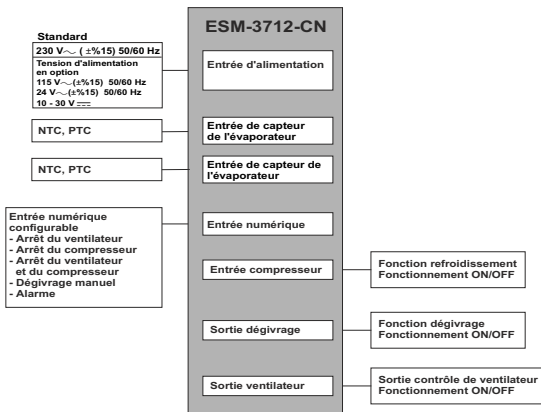 ESM-3712-CN
Standard
230 V～ ( ±%15) 50/60 Hz
Tension d'alimentation
en option
115 V～(±%15) 50/60 Hz
24 V～(±%15) 50/60 Hz
10 - 30 V ⎓
Entrée d'alimentation
NTC, PTC
Entrée de capteur
de l'évaporateur
NTC, PTC
Entrée de capteur de
l'évaporateur
Entrée numérique
configurable
- Arrêt du ventilateur
- Arrêt du compresseur
- Arrêt du ventilateur
et du compresseur
- Dégivrage manuel
- Alarme
Entrée numérique
Entrée compresseur
Fonction refroidissement
Fonctionnement ON/OFF
Sortie dégivrage
Fonction dégivrage
Fonctionnement ON/OFF
Sortie ventilateur
Sortie contrôle de ventilateur
Fonctionnement ON/OFF